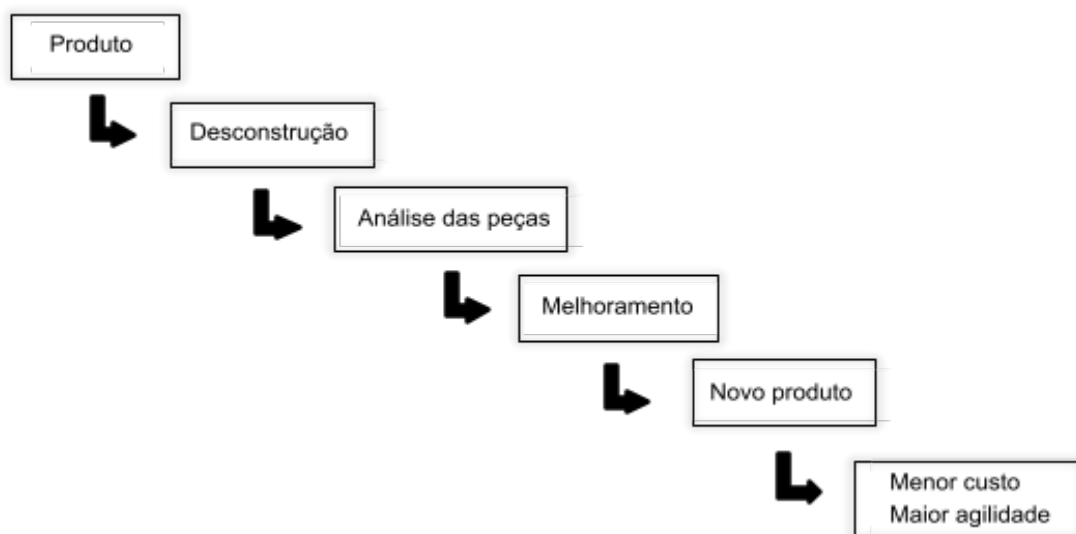 Produto
Desconstrução
Análise das peças
Melhoramento
Novo produto
Menor custo
Maior agilidade